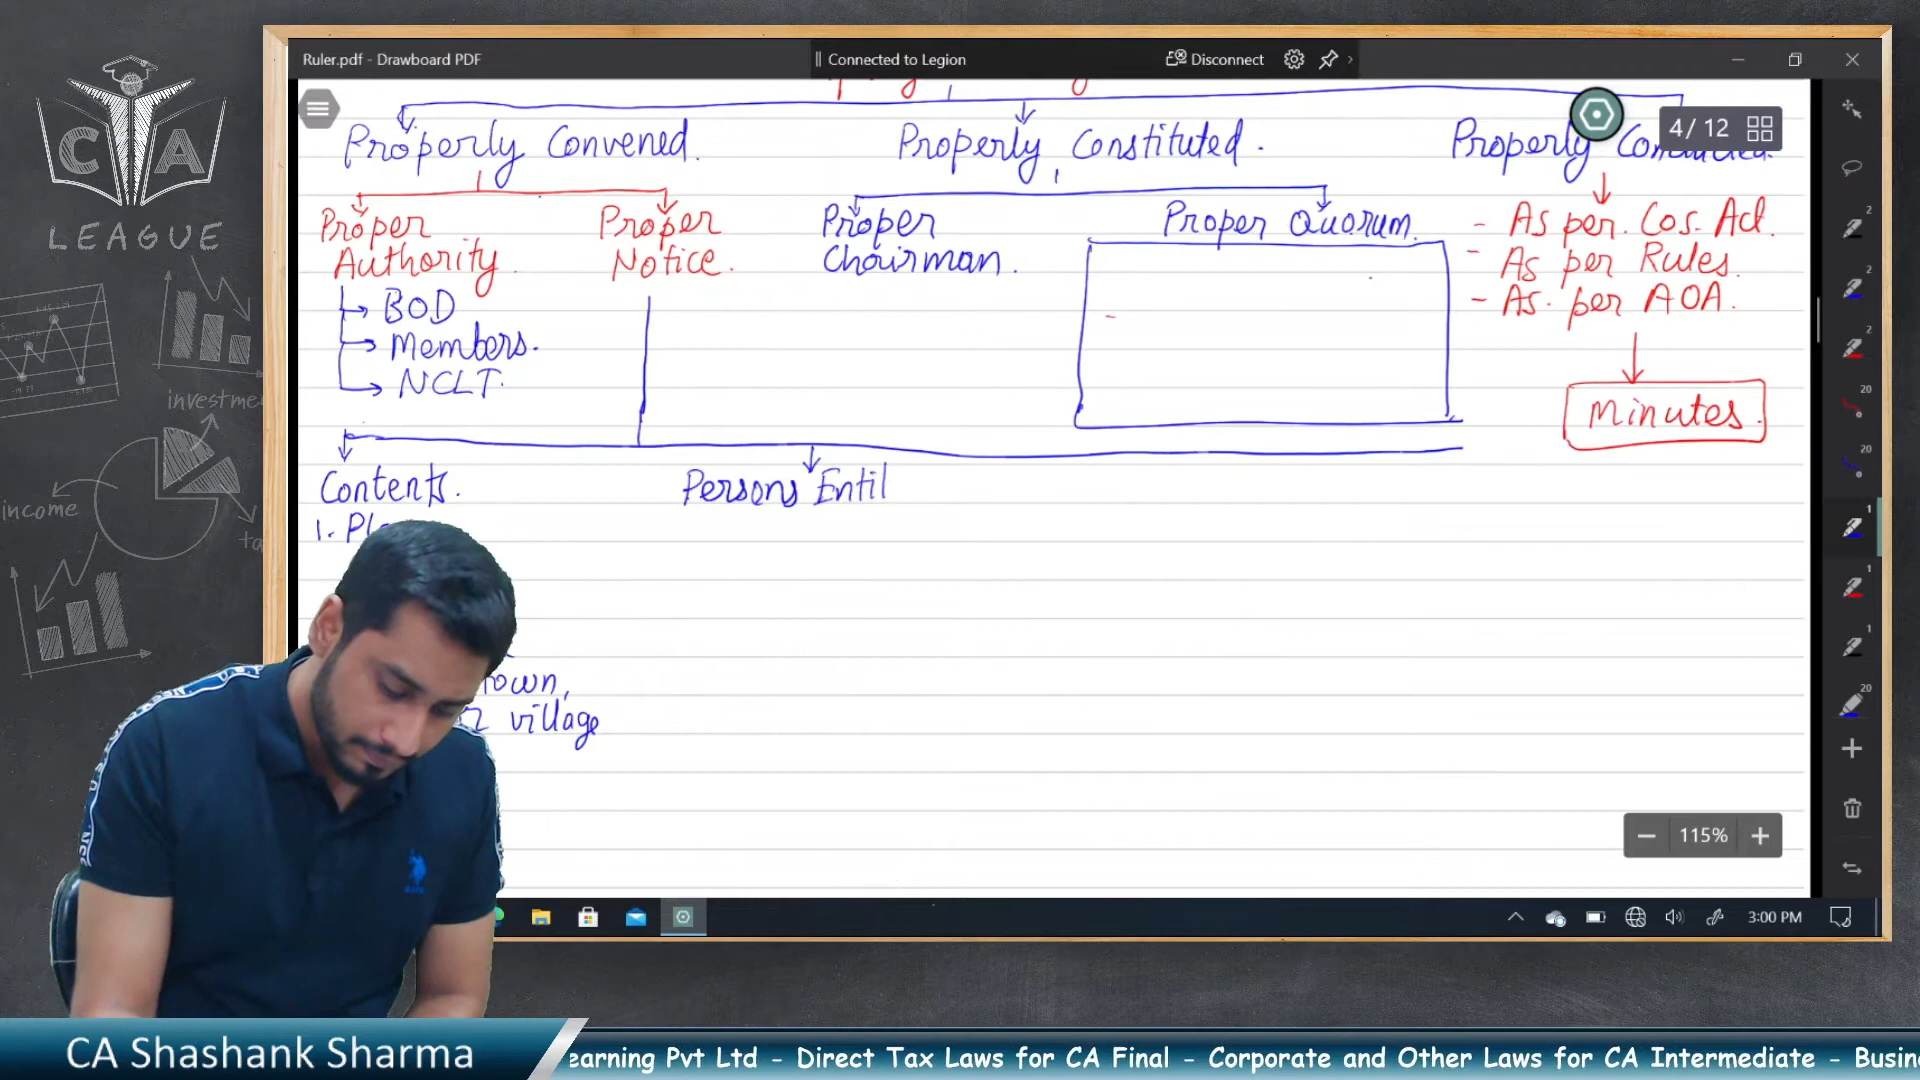 Ruler.pdf - Drawboard PDF
Connected to Legion
Disconnect
4 / 12
Properly Convened.
Properly Constituted.
Properly
Proper Authority.
Proper Notice.
Proper Chairman.
Proper Quorum.
- As per. Cos. Act.
- As per Rules.
- As. per AOA.
→ BOD
→ Members.
→ NCLT.
Minutes.
Contents.
Persons Entil
1.
Town,
village
115%
3:00 PM
CA
LEAGUE
investme
income
CA Shashank Sharma
earning Pvt Ltd - Direct Tax Laws for CA Final - Corporate and Other Laws for CA Intermediate - Busin